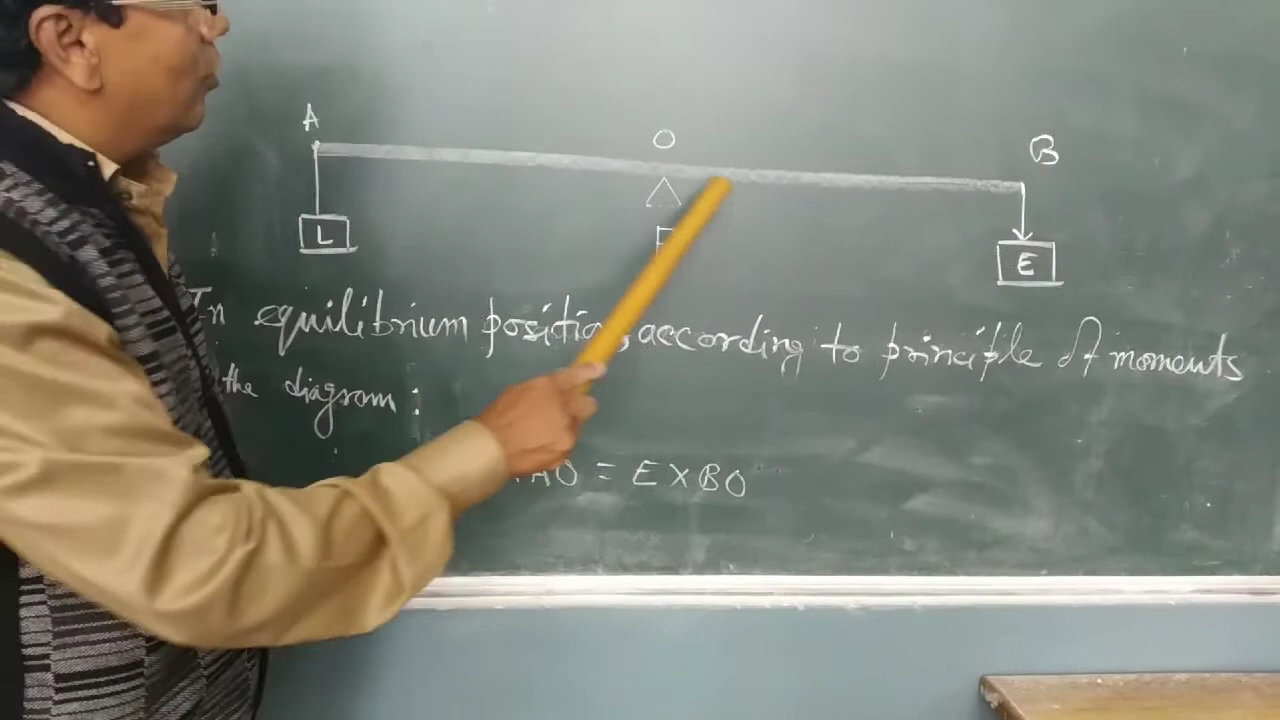 A
O
B
L
F
E
In equilibrium position, according to principle of moments
the diagram :
AO = E X BO